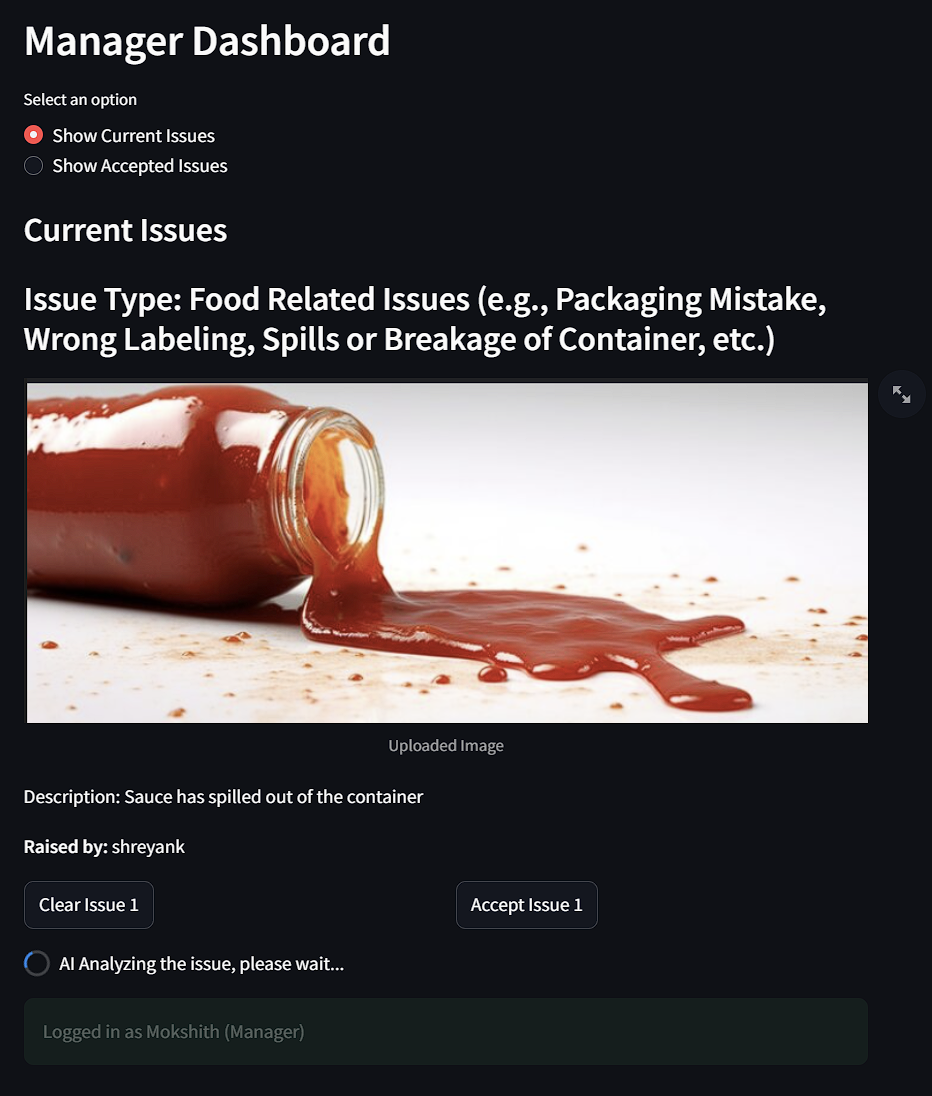 Manager Dashboard
Select an option
Show Current Issues
Show Accepted Issues
Current Issues
Issue Type: Food Related Issues (e.g., Packaging Mistake,
Wrong Labeling, Spills or Breakage of Container, etc.)
Uploaded Image
Description: Sauce has spilled out of the container
Raised by: shreyank
Clear Issue 1
Accept Issue 1
AI Analyzing the issue, please wait...
Logged in as Mokshith (Manager)